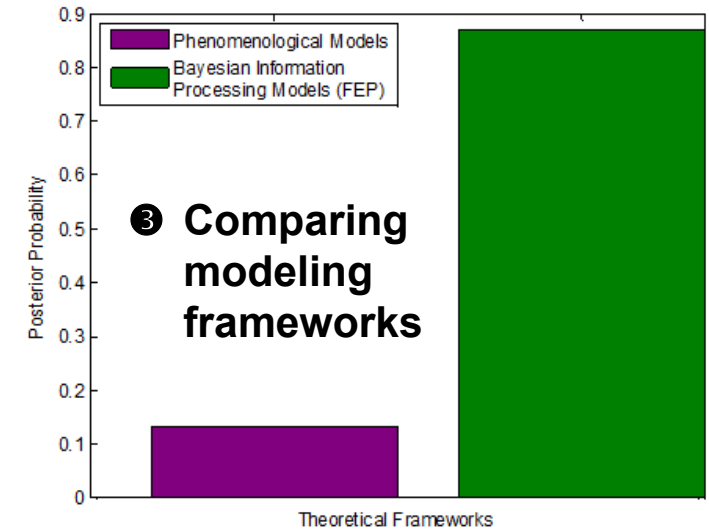 0.9
0.8
0.7
0.6
0.5
0.4
0.3
0.2
0.1
0
Posterior Probability
Phenomenological Models
Bayesian Information
Processing Models (FEP)
❸ Comparing
modeling
frameworks
Theoretical Frameworks